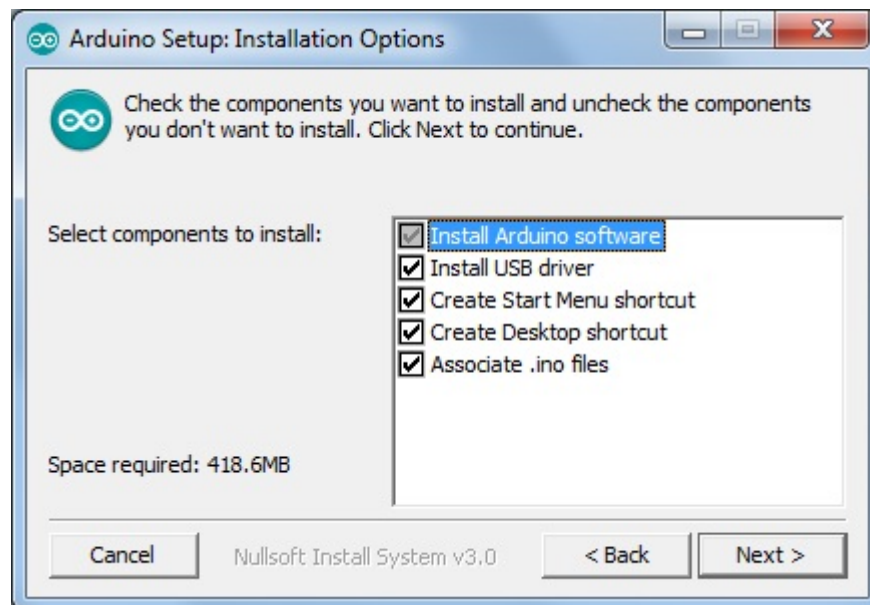 Arduino Setup: Installation Options
Check the components you want to install and uncheck the components
you don't want to install. Click Next to continue.
Select components to install:
Install Arduino software
Install USB driver
Create Start Menu shortcut
Create Desktop shortcut
Associate .ino files
Space required: 418.6MB
Cancel
Nullsoft Install System v3.0
< Back
Next >